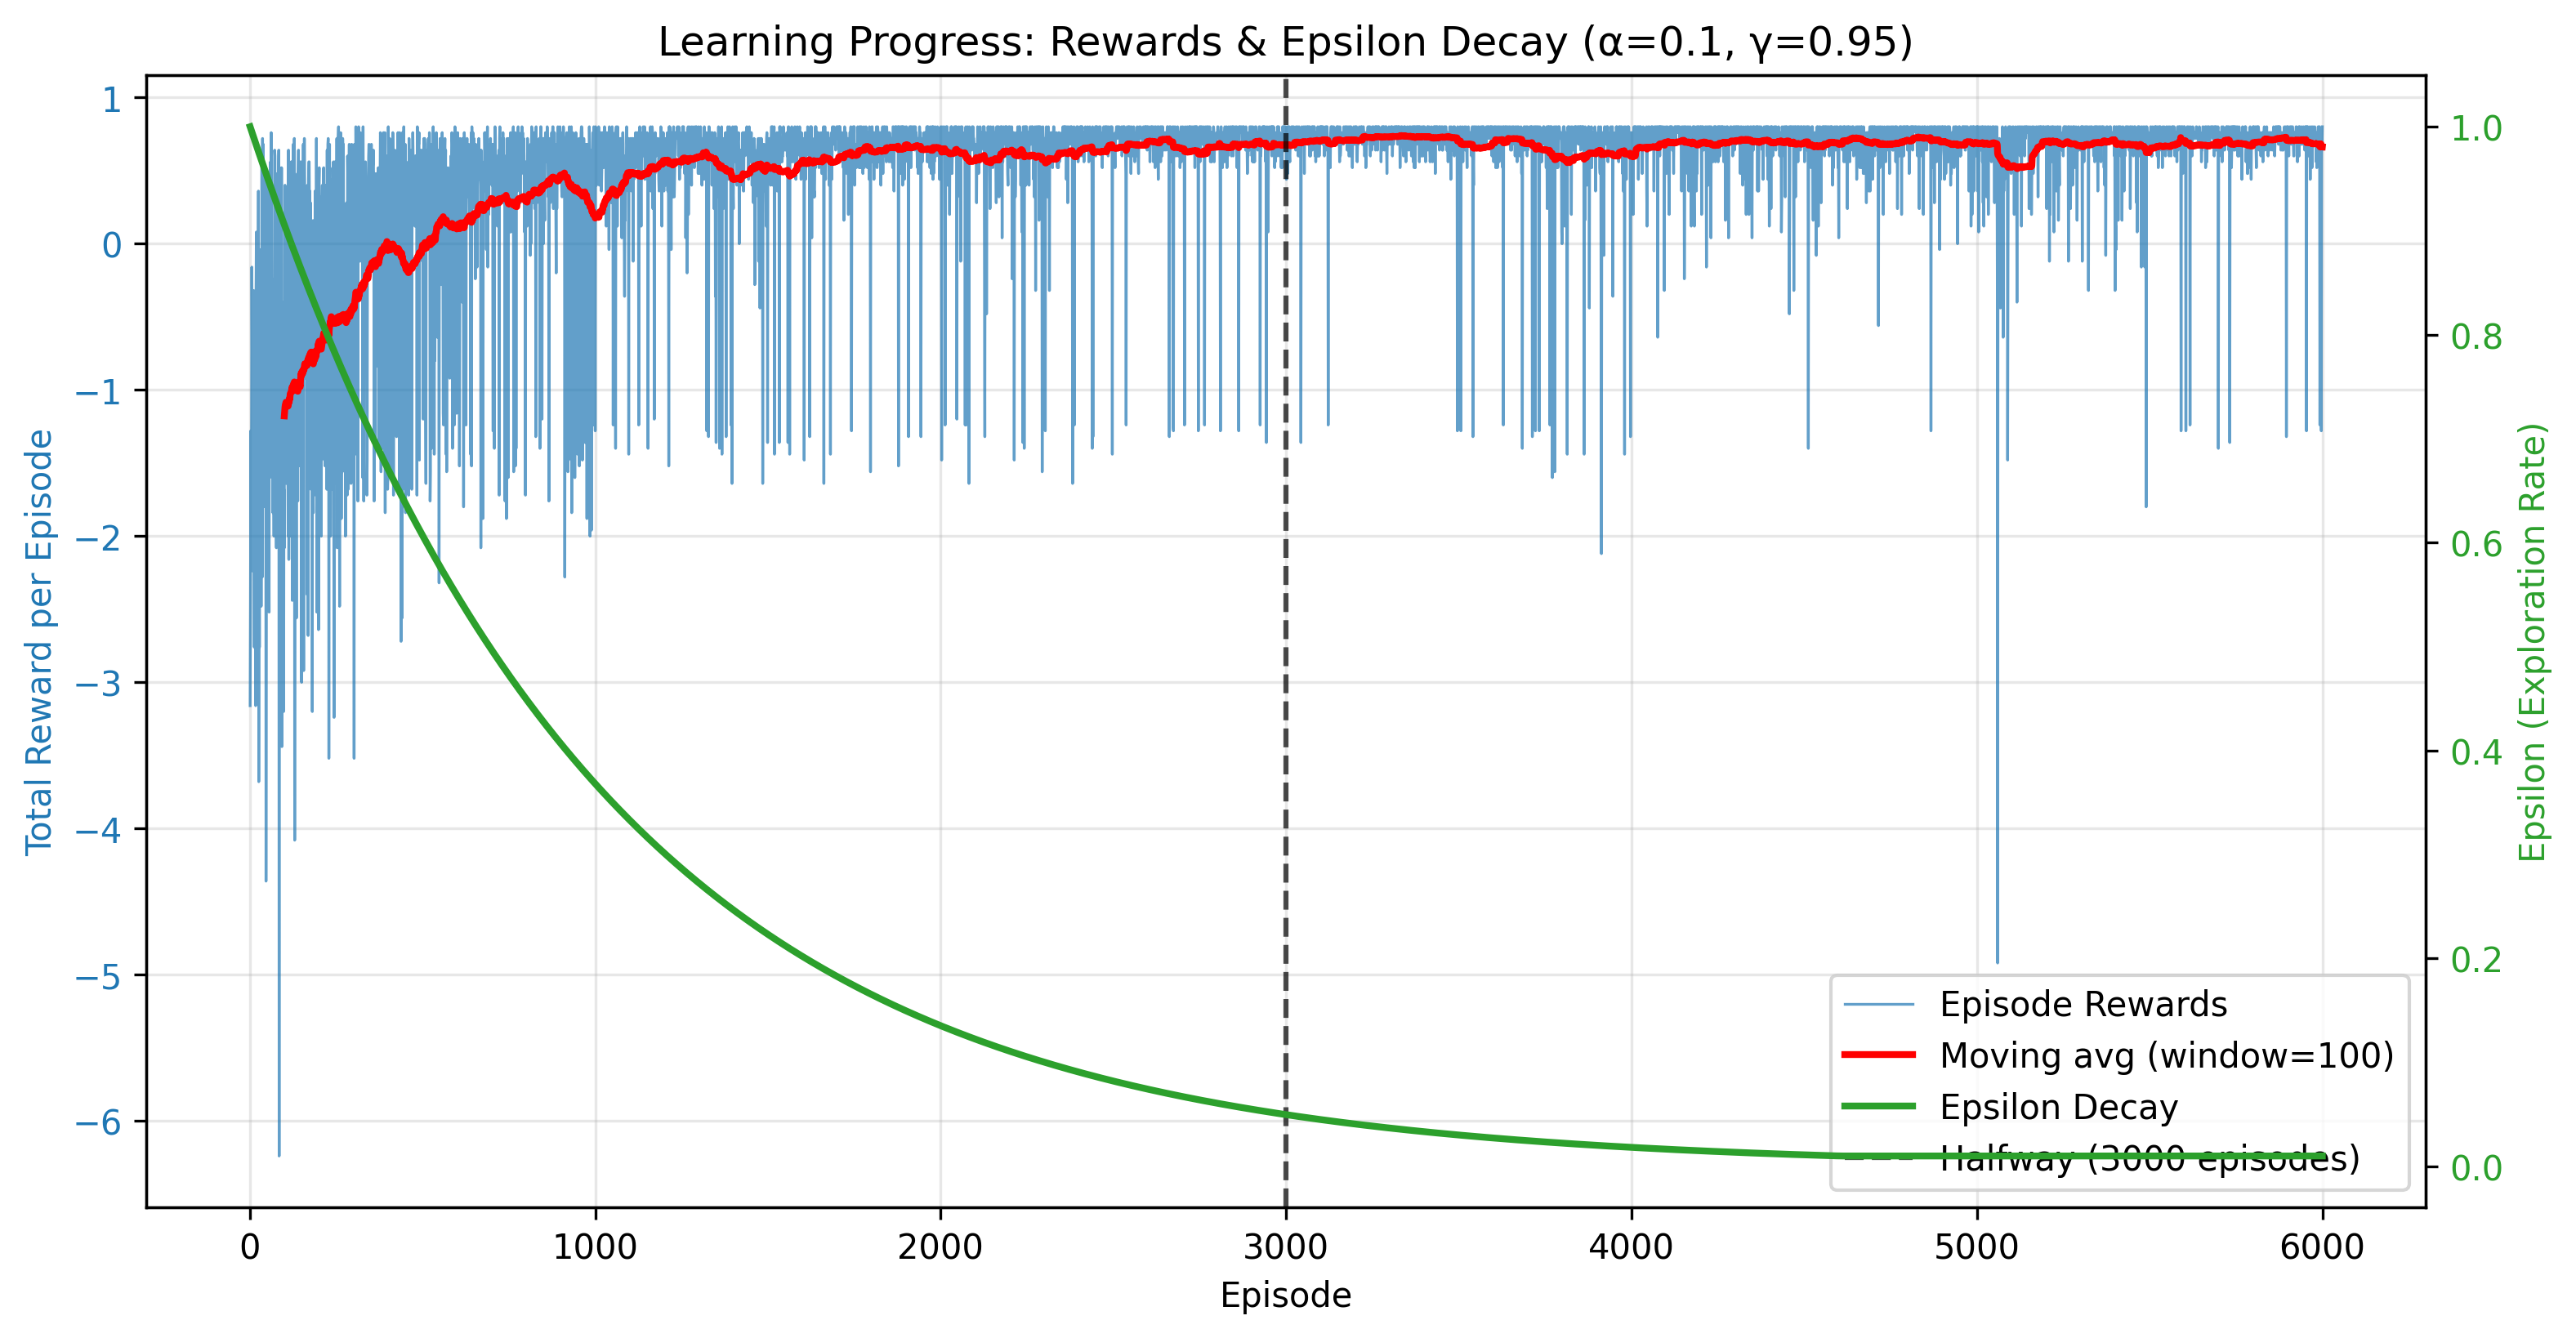 Learning Progress: Rewards & Epsilon Decay (α=0.1, γ=0.95)
Total Reward per Episode
1
0
−1
−2
−3
−4
−5
−6
Epsilon (Exploration Rate)
1.0
0.8
0.6
0.4
0.2
0.0
Episode Rewards
Moving avg (window=100)
Epsilon Decay
Halfway (3000 episodes)
0 1000 2000 3000 4000 5000 6000
Episode